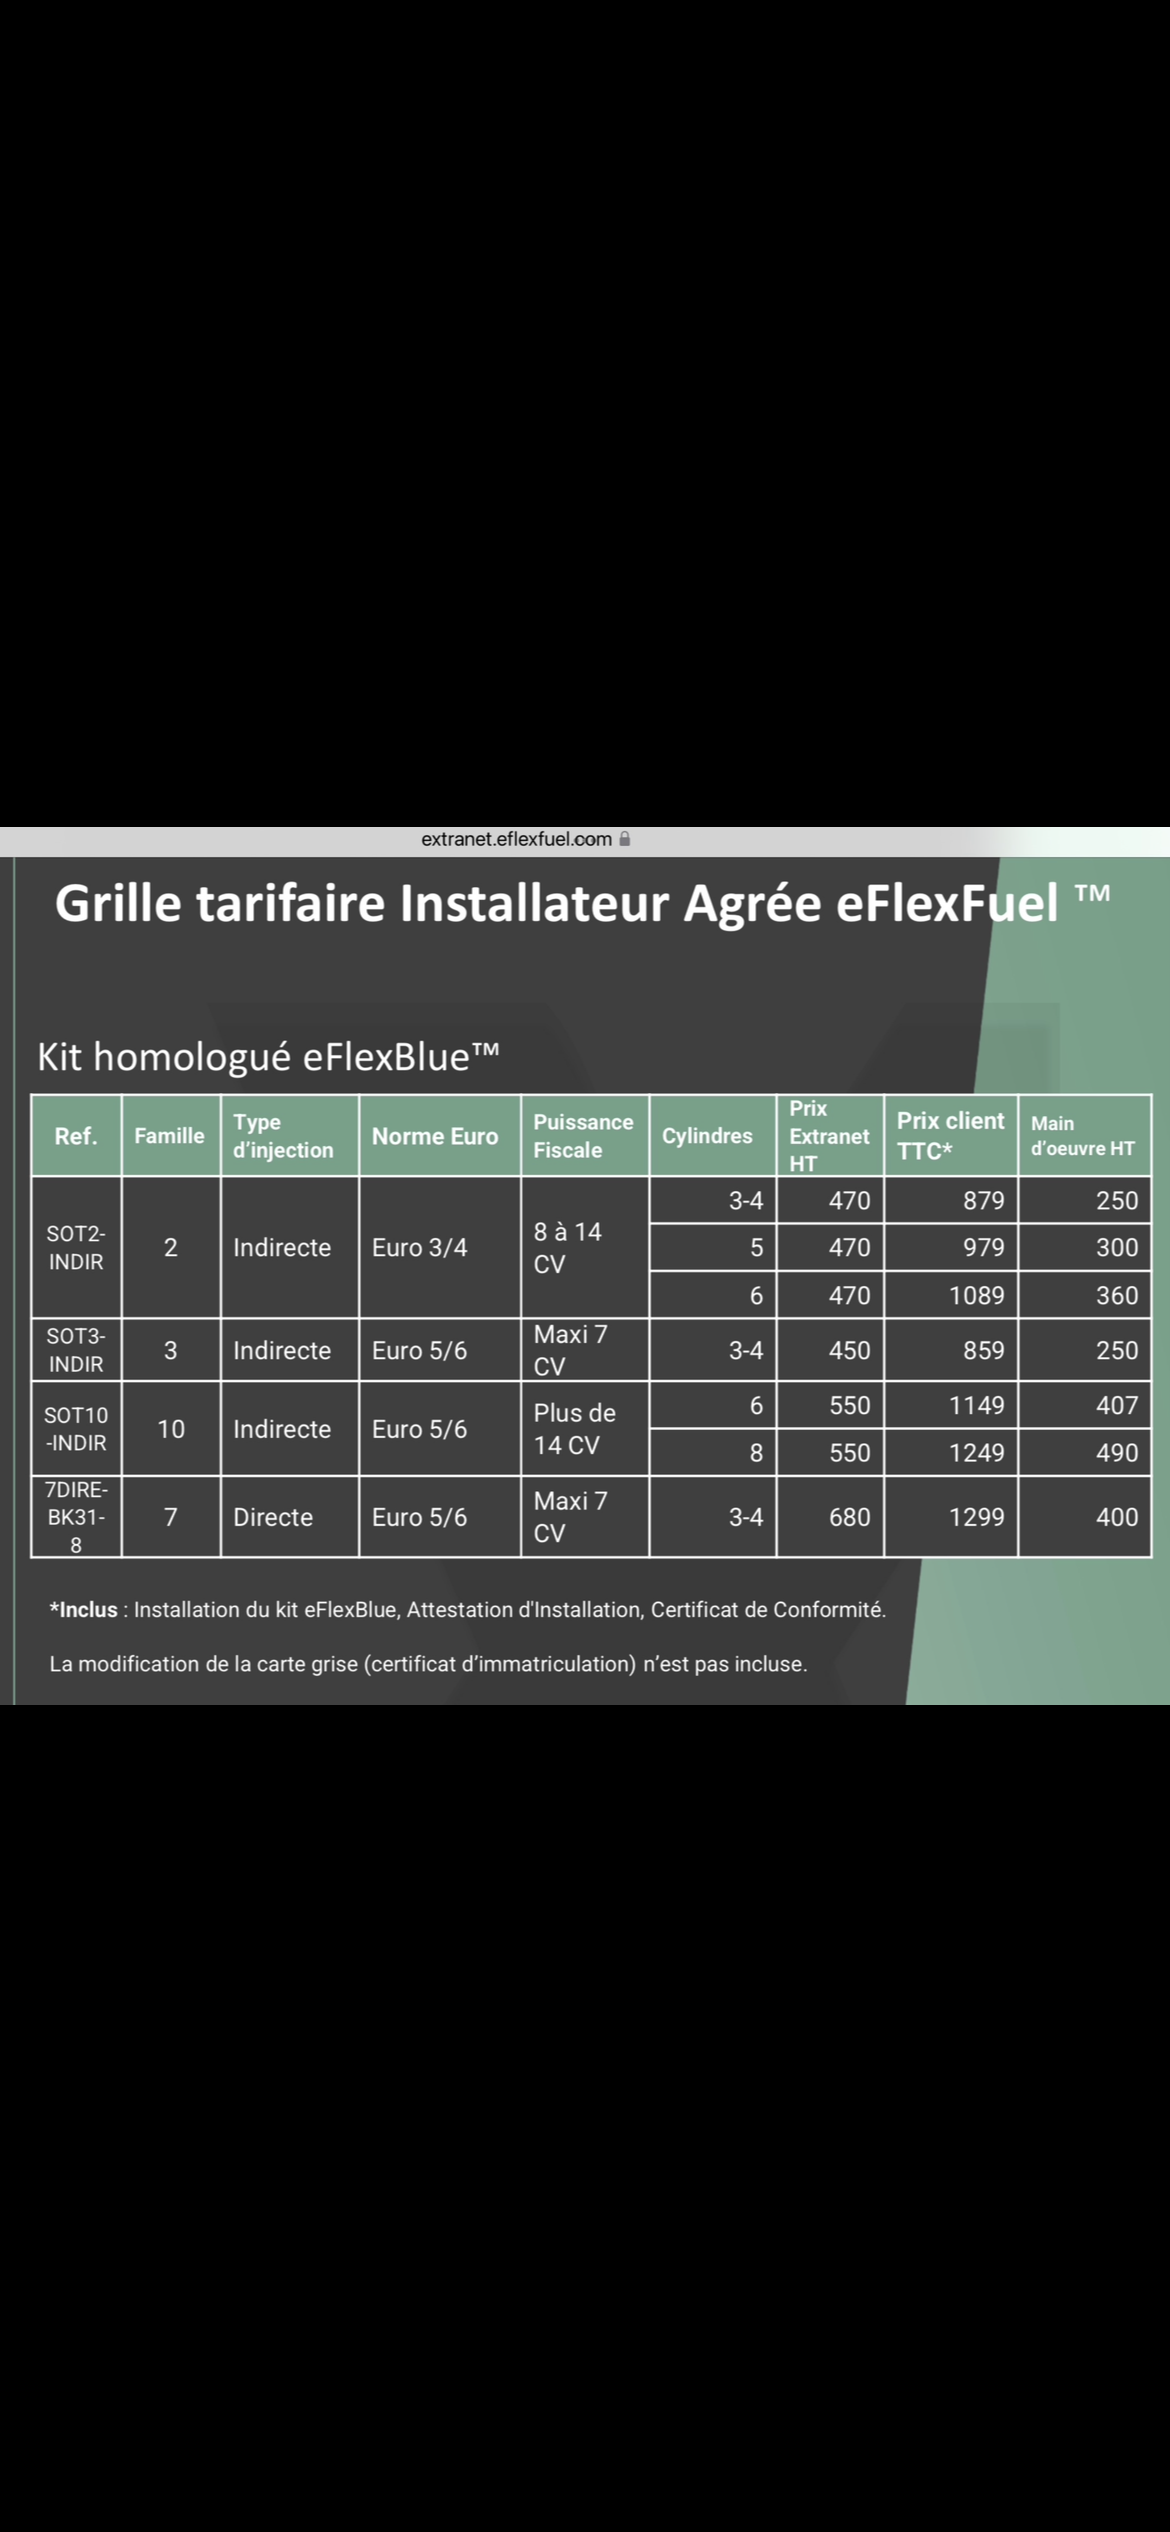 extranet.eflexfuel.com
Grille tarifaire Installateur Agrée eFlexFuel ™
Kit homologué eFlexBlue™
Ref. Famille Type d'injection Norme Euro Puissance Fiscale Cylindres Prix Extranet HT Prix client TTC* Main d'oeuvre HT
SOT2-INDIR 2 Indirecte Euro 3/4 8 à 14 CV 3-4 470 879 250
5 470 979 300
6 470 1089 360
SOT3-INDIR 3 Indirecte Euro 5/6 Maxi 7 CV 3-4 450 859 250
SOT10-INDIR 10 Indirecte Euro 5/6 Plus de 14 CV 6 550 1149 407
8 550 1249 490
7DIRE-BK31-8 7 Directe Euro 5/6 Maxi 7 CV 3-4 680 1299 400
*Inclus : Installation du kit eFlexBlue, Attestation d'Installation, Certificat de Conformité.
La modification de la carte grise (certificat d'immatriculation) n'est pas incluse.